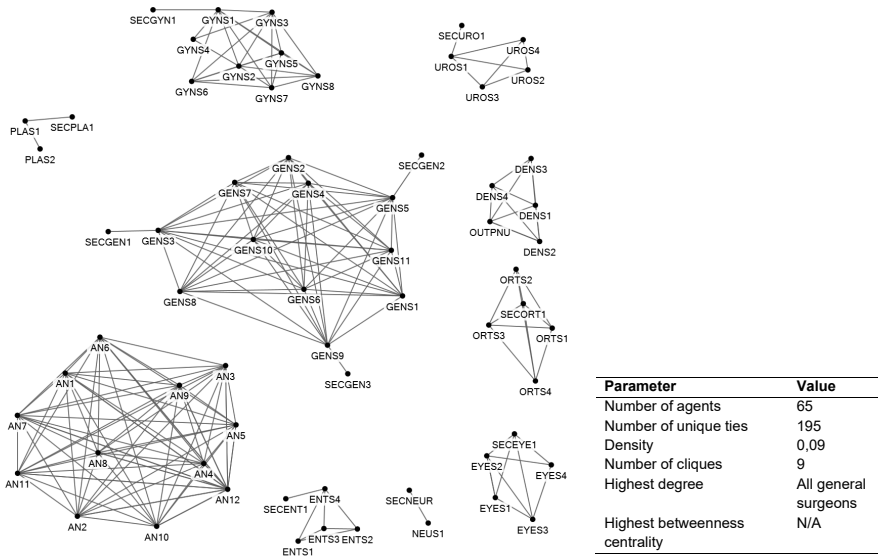 SECGYN1
GYNS1
GYNS3
GYNS4
GYNS5
GYNS2
GYNS6
GYNS7
GYNS8
SECURO1
UROS4
UROS1
UROS2
UROS3
PLAS1
SECPLA1
PLAS2
GENS2
SECGEN2
GENS7
GENS4
GENS5
SECGEN1
GENS3
GENS10
GENS11
GENS8
GENS6
GENS1
GENS9
SECGEN3
DENS3
DENS4
DENS1
OUTPNU
DENS2
ORTS2
SECORT1
ORTS3
ORTS1
ORTS4
AN6
AN1
AN3
AN9
AN7
AN5
AN8
AN4
AN11
AN12
AN2
AN10
SECENT1
ENTS4
ENTS3
ENTS2
ENTS1
SECNEUR
NEUS1
SECEYE1
EYES2
EYES4
EYES1
EYES3
Parameter Value
Number of agents 65
Number of unique ties 195
Density 0,09
Number of cliques 9
Highest degree All general
surgeons
Highest betweenness N/A
centrality